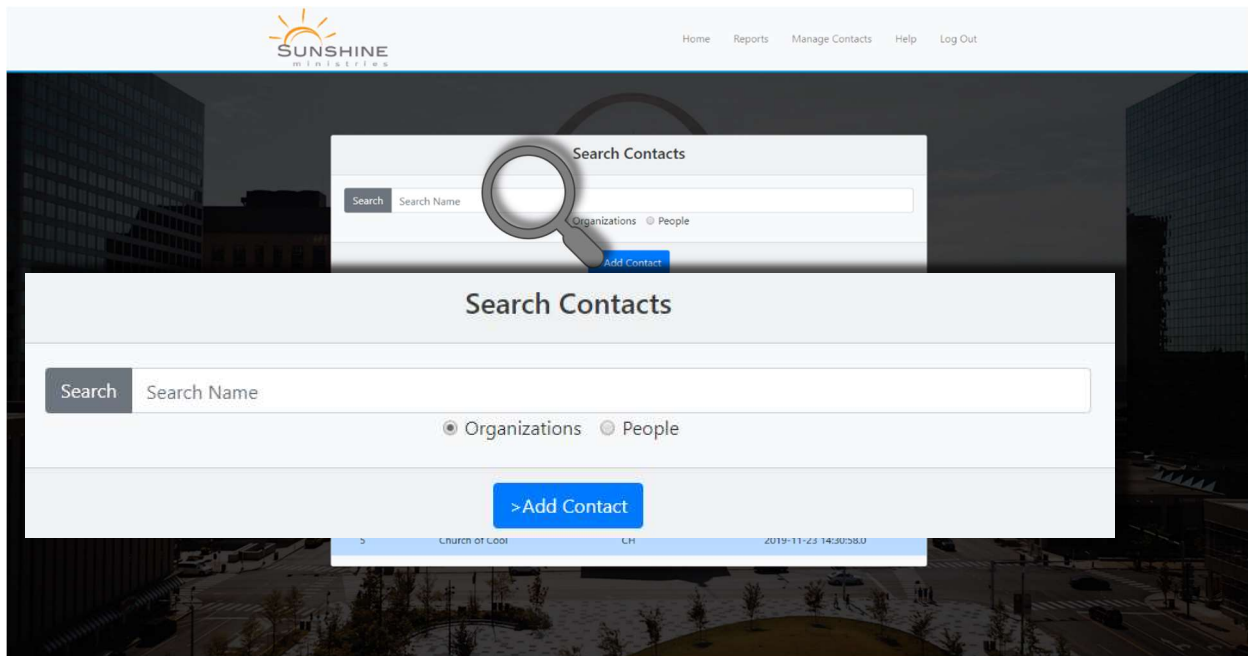 SUNSHINE
ministries
Home Reports Manage Contacts Help Log Out
Search Contacts
Search Search Name
Organizations People
Add Contact
Search Contacts
Search Search Name
Organizations People
>Add Contact
5 Church of Cool CH 2019-11-23 14:30:58.0